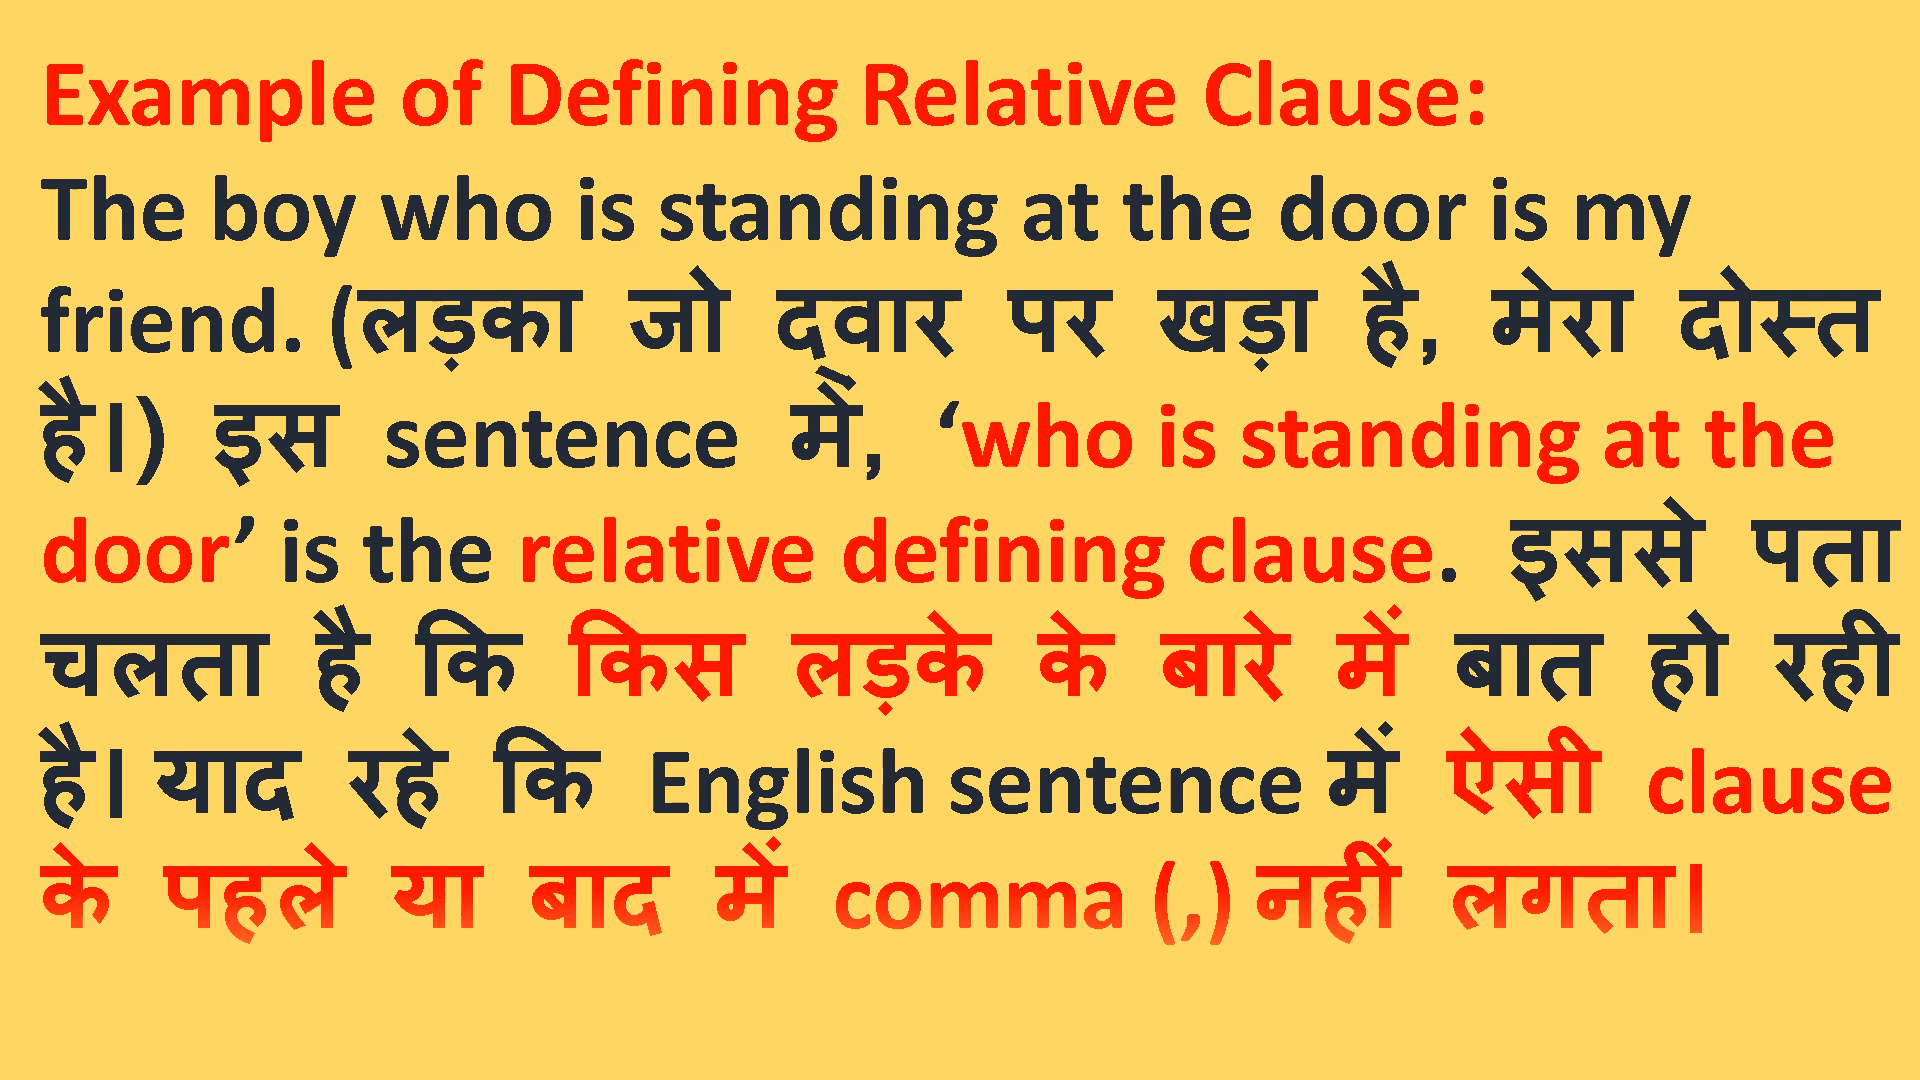 Example of Defining Relative Clause:
The boy who is standing at the door is my
friend. (लड़का जो द्वार पर खड़ा है, मेरा दोस्त
है।) इस sentence में, ‘who is standing at the
door’ is the relative defining clause. इससे पता
चलता है कि किस लड़के के बारे में बात हो रही
है। याद रहे कि English sentence में ऐसी clause
के पहले या बाद में comma (,) नहीं लगता।